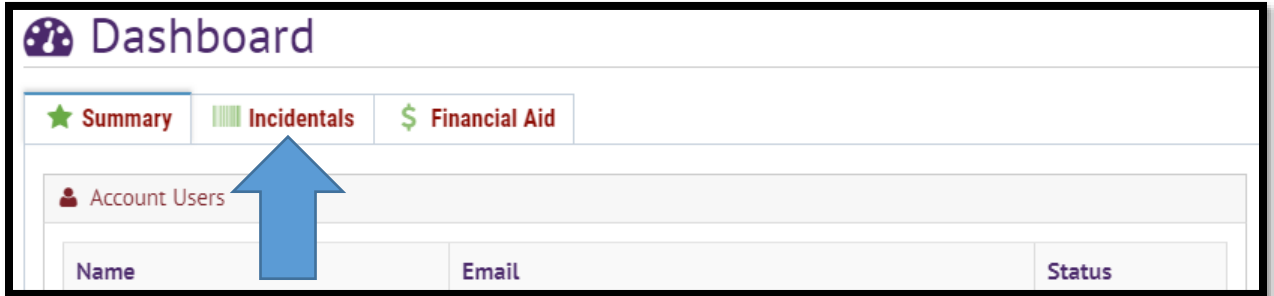 Dashboard
Summary Incidentals $ Financial Aid
Account Users
Name Email Status